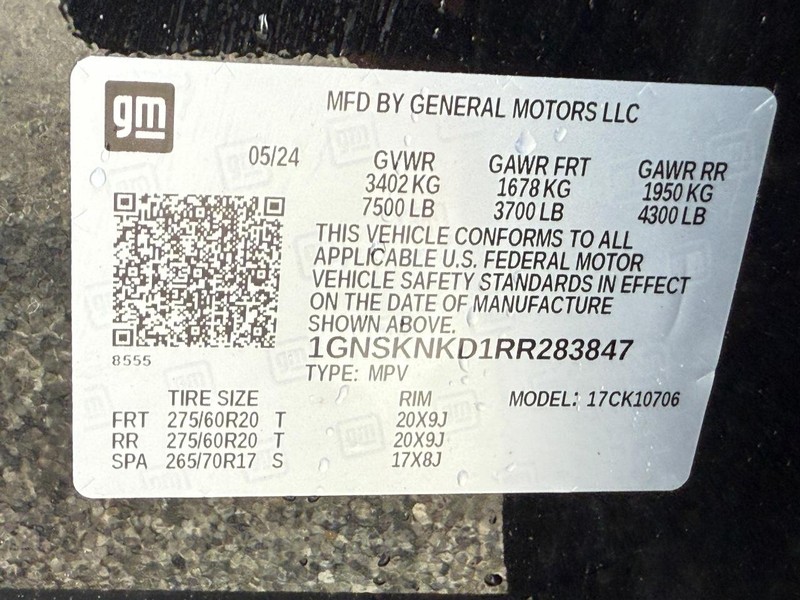 gm
MFD BY GENERAL MOTORS LLC
05/24 GVWR GAWR FRT GAWR RR
3402 KG 1678 KG 1950 KG
7500 LB 3700 LB 4300 LB
THIS VEHICLE CONFORMS TO ALL
APPLICABLE U.S. FEDERAL MOTOR
VEHICLE SAFETY STANDARDS IN EFFECT
ON THE DATE OF MANUFACTURE
SHOWN ABOVE.
8555
1GNSKNKD1RR283847
TYPE: MPV
TIRE SIZE RIM MODEL: 17CK10706
FRT 275/60R20 T 20X9J
RR 275/60R20 T 20X9J
SPA 265/70R17 S 17X8J